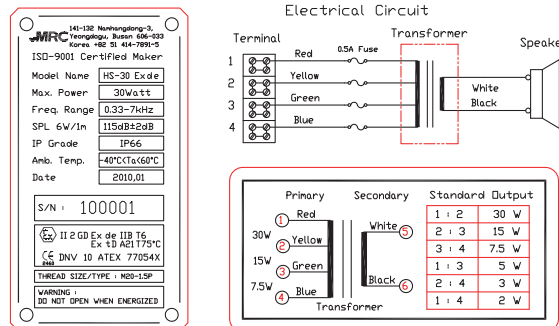 MRC
141-132 Namhangdong-3,
Yeongdogu, Busan 606-033
Korea +82 51 414-7891-5
ISO-9001 Certified Maker
Model Name HS-30 Exde
Max. Power 30Watt
Freq. Range 0.33-7kHz
SPL 6W/1m 115dB±2dB
IP Grade IP66
Amb. Temp. -40°C<Ta<60°C
Date 2010,01
S/N : 100001
Ex II 2 GD Ex de IIB T6
Ex tD A21 T75°C
CE 2460 DNV 10 ATEX 77054X
THREAD SIZE/TYPE : M20-1.5P
WARNING :
DO NOT OPEN WHEN ENERGIZED
Electrical Circuit
Terminal
Transformer
Speake
0.5A Fuse
1 Red
2 Yellow
3 Green
4 Blue
White
Black
Primary Secondary Standard Output
1 Red
30W
2 Yellow
15W
3 Green
7.5W
4 Blue
White 5
Black 6
Transformer
1 : 2 30 W
2 : 3 15 W
3 : 4 7.5 W
1 : 3 5 W
2 : 4 3 W
1 : 4 2 W